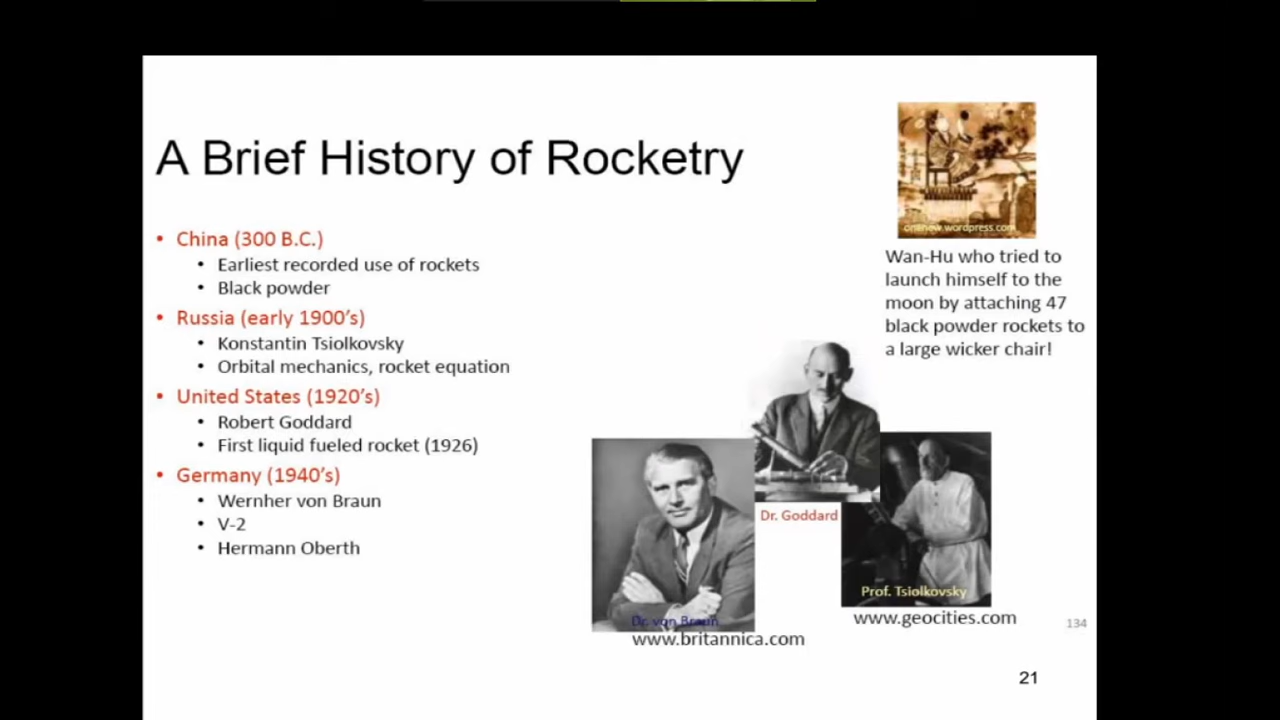 A Brief History of Rocketry
• China (300 B.C.)
• Earliest recorded use of rockets
• Black powder
• Russia (early 1900's)
• Konstantin Tsiolkovsky
• Orbital mechanics, rocket equation
• United States (1920's)
• Robert Goddard
• First liquid fueled rocket (1926)
• Germany (1940's)
• Wernher von Braun
• V-2
• Hermann Oberth
onenew.wordpress.com
Wan-Hu who tried to
launch himself to the
moon by attaching 47
black powder rockets to
a large wicker chair!
Dr. Goddard
Dr. von Braun
www.britannica.com
Prof. Tsiolkovsky
www.geocities.com
134
21